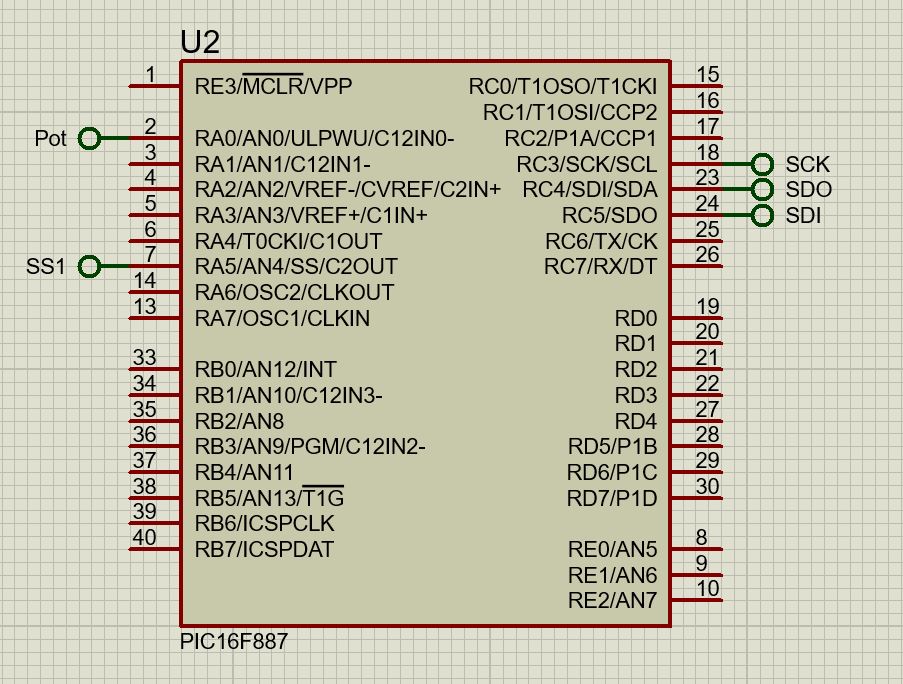 U2
1 RE3/MCLR/VPP RC0/T1OSO/T1CKI 15
RC1/T1OSI/CCP2 16
Pot 2 RA0/AN0/ULPWU/C12IN0- RC2/P1A/CCP1 17
3 RA1/AN1/C12IN1- RC3/SCK/SCL 18 SCK
4 RA2/AN2/VREF-/CVREF/C2IN+ RC4/SDI/SDA 23 SDO
5 RA3/AN3/VREF+/C1IN+ RC5/SDO 24 SDI
6 RA4/T0CKI/C1OUT RC6/TX/CK 25
SS1 7 RA5/AN4/SS/C2OUT RC7/RX/DT 26
14 RA6/OSC2/CLKOUT
13 RA7/OSC1/CLKIN RD0 19
RD1 20
33 RB0/AN12/INT RD2 21
34 RB1/AN10/C12IN3- RD3 22
35 RB2/AN8 RD4 27
36 RB3/AN9/PGM/C12IN2- RD5/P1B 28
37 RB4/AN11 RD6/P1C 29
38 RB5/AN13/T1G RD7/P1D 30
39 RB6/ICSPCLK
40 RB7/ICSPDAT RE0/AN5 8
RE1/AN6 9
RE2/AN7 10
PIC16F887